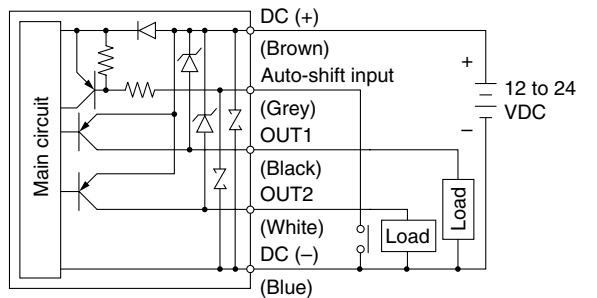 Main circuit
DC (+)
(Brown)
Auto-shift input
(Grey)
OUT1
(Black)
OUT2
(White)
DC (–)
(Blue)
Load
Load
+
12 to 24
VDC
–